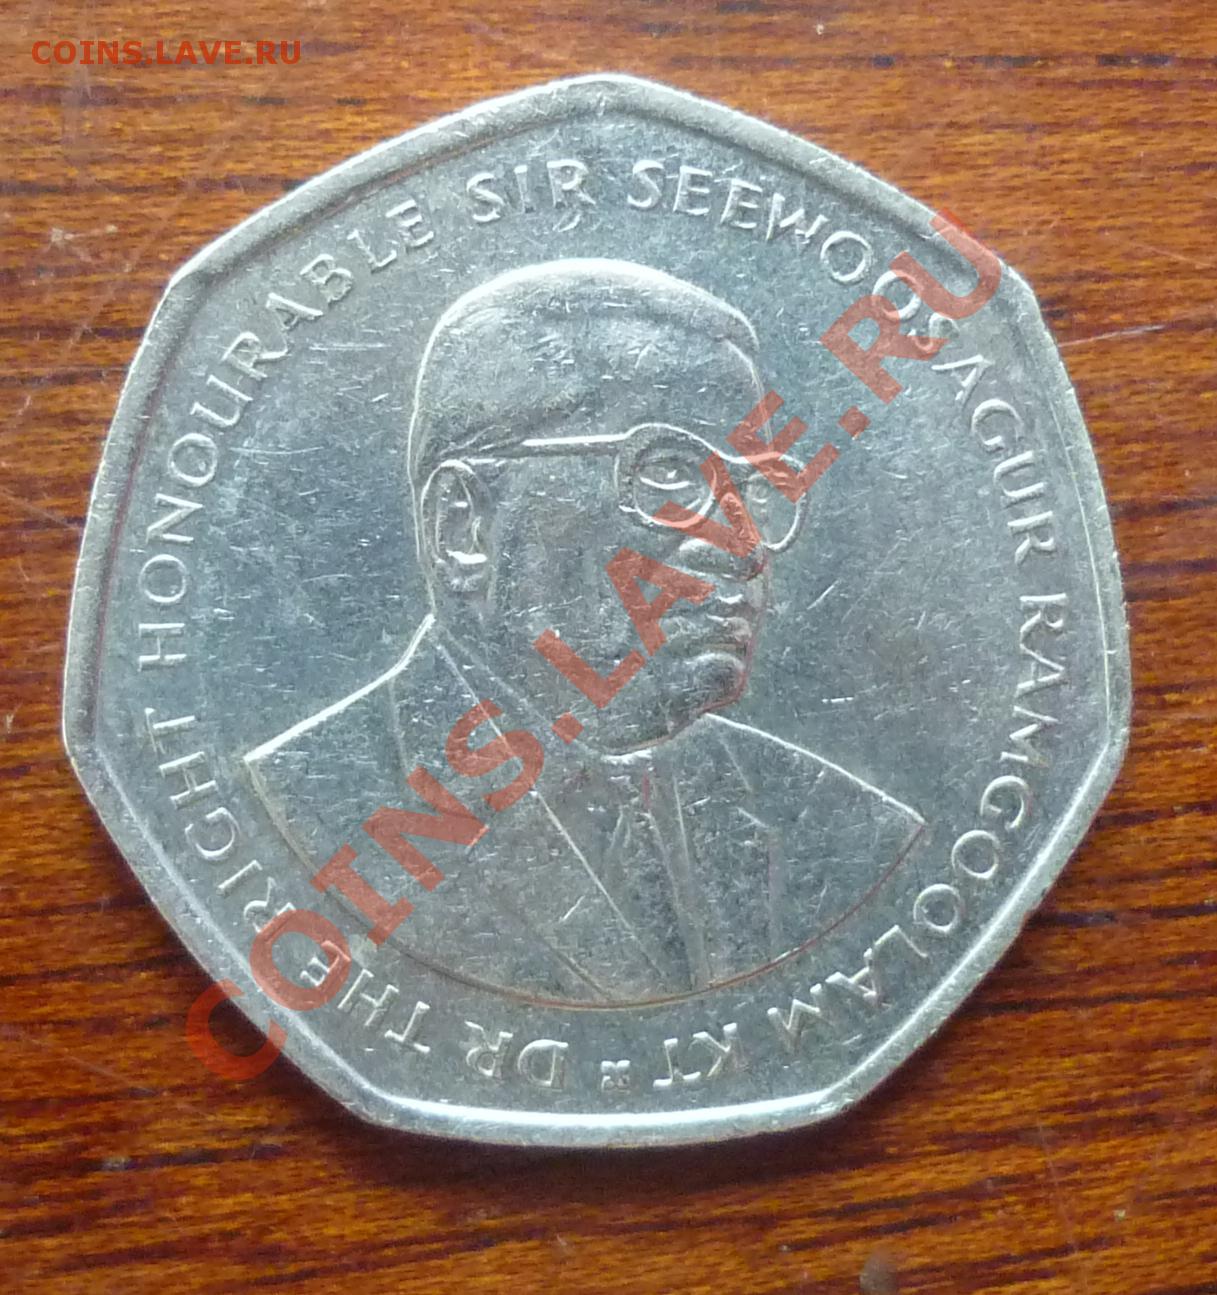 COINS.LAVE.RU
DR THE RIGHT HONOURABLE SIR SEEWOOSAGUR RAMGOOLAM KT
COINS.LAVE.RU